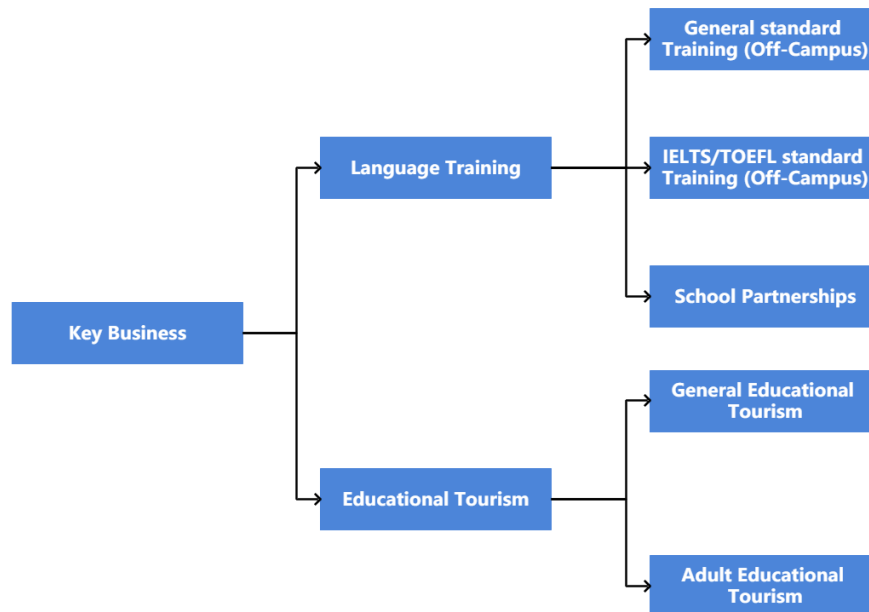 General standard
Training (Off-Campus)
Language Training
IELTS/TOEFL standard
Training (Off-Campus)
School Partnerships
Key Business
General Educational
Tourism
Educational Tourism
Adult Educational
Tourism